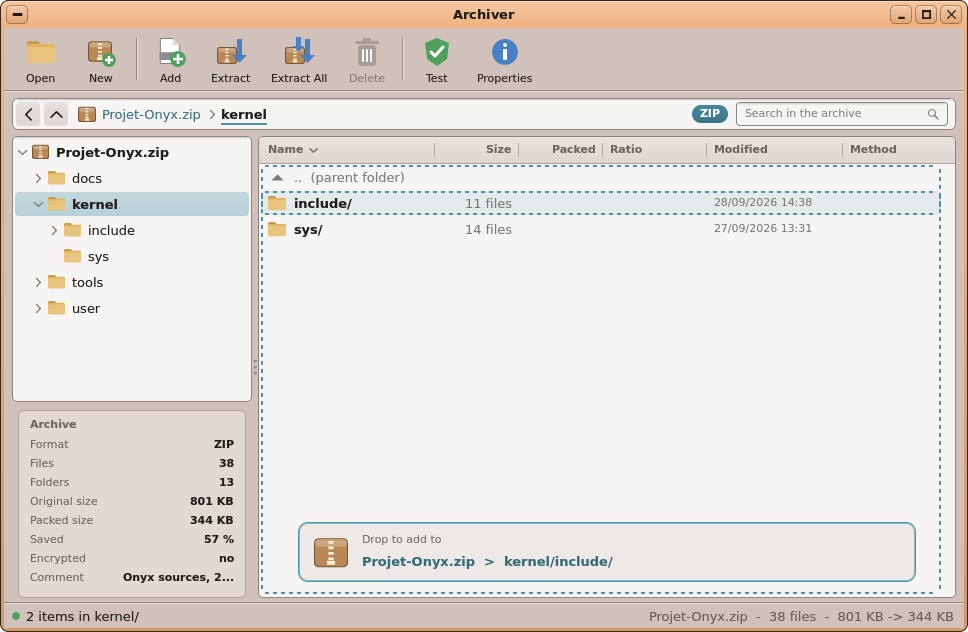 Archiver
Open New Add Extract Extract All Delete Test Properties
Projet-Onyx.zip > kernel ZIP Search in the archive
Projet-Onyx.zip
docs
kernel
include
sys
tools
user
Name Size Packed Ratio Modified Method
.. (parent folder)
include/ 11 files 28/09/2026 14:38
sys/ 14 files 27/09/2026 13:31
Drop to add to
Projet-Onyx.zip > kernel/include/
Archive
Format ZIP
Files 38
Folders 13
Original size 801 KB
Packed size 344 KB
Saved 57 %
Encrypted no
Comment Onyx sources, 2...
2 items in kernel/ Projet-Onyx.zip - 38 files - 801 KB -> 344 KB